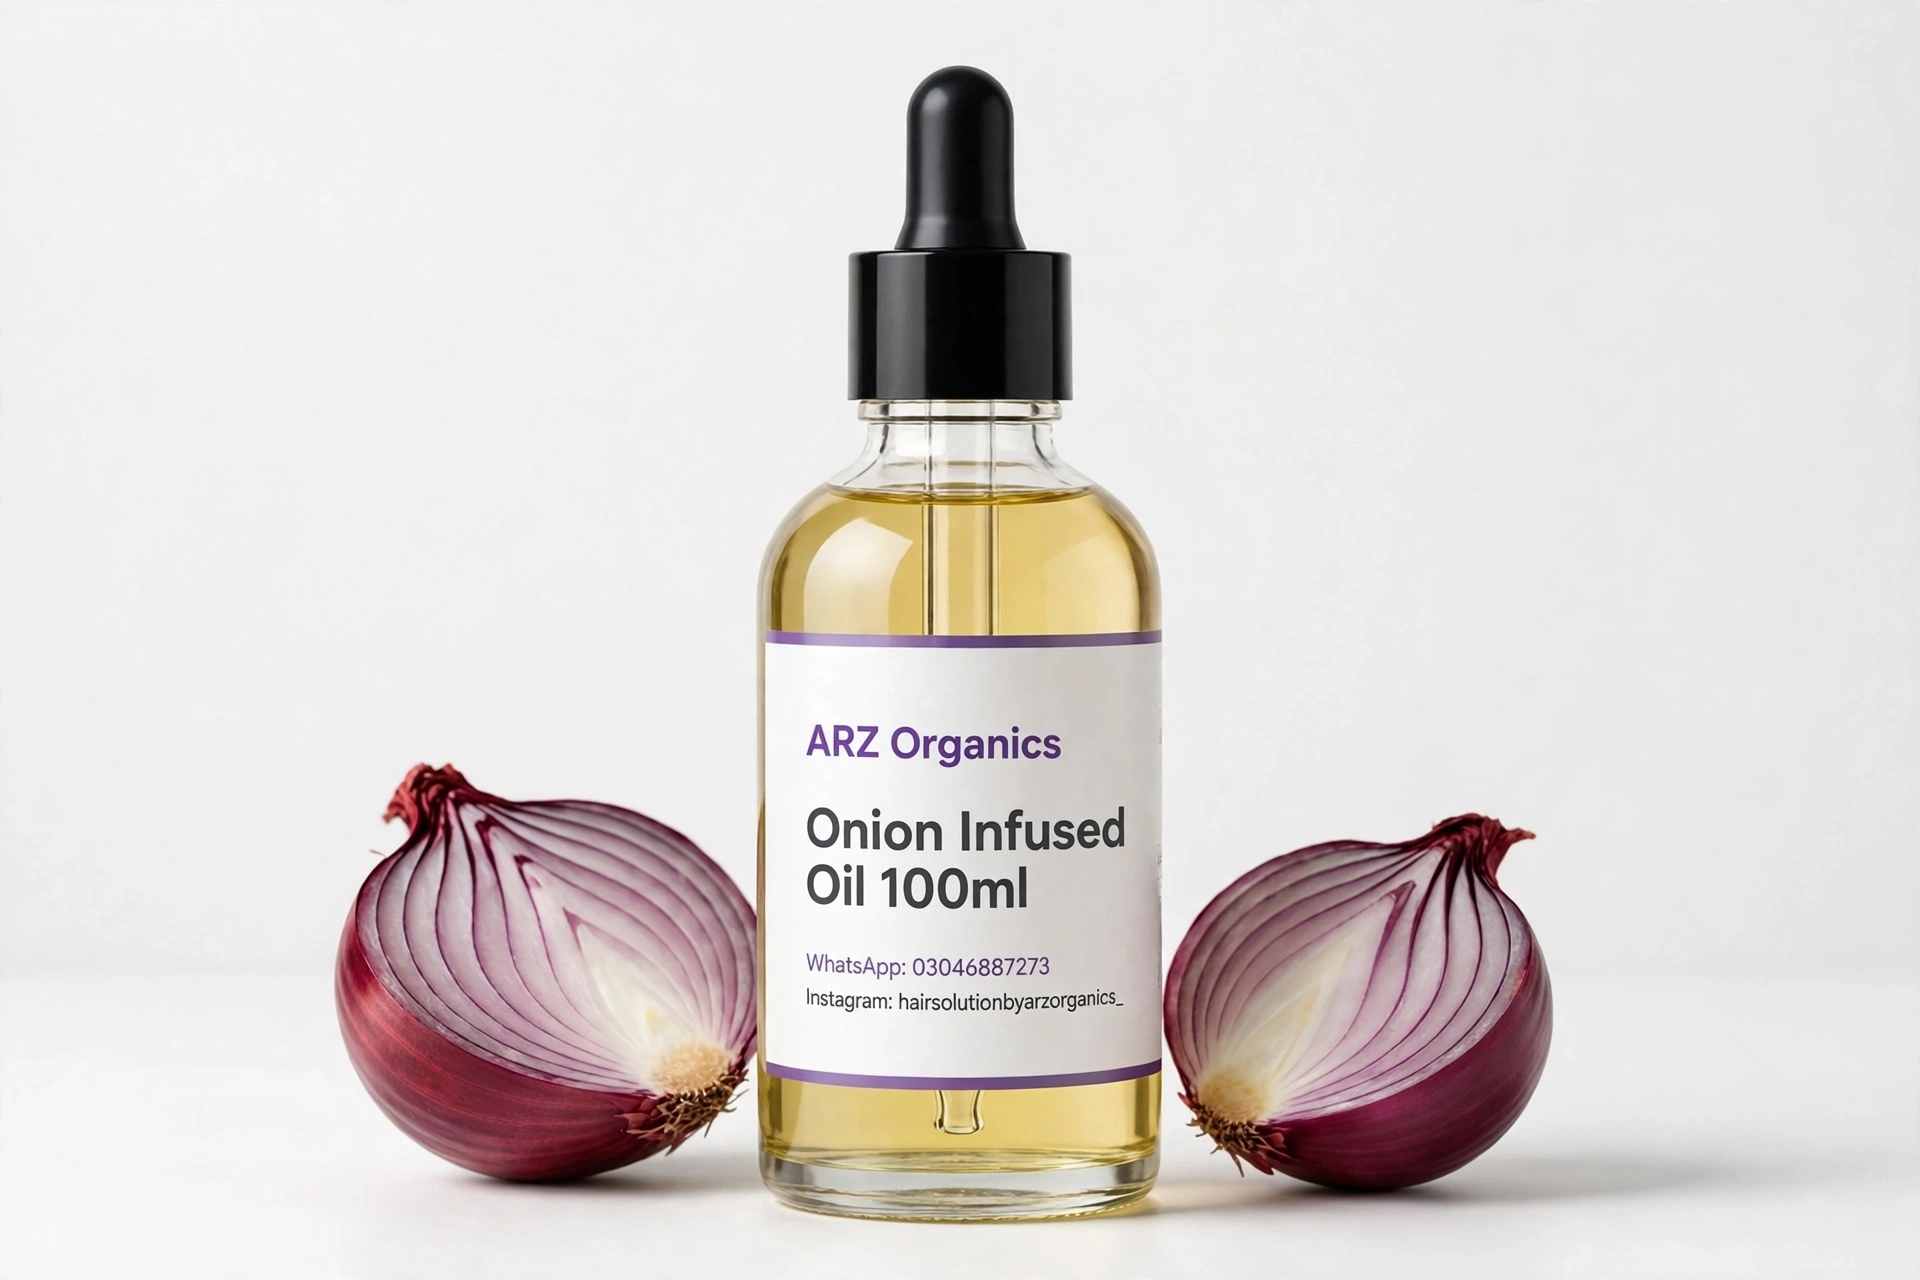 ARZ Organics
Onion Infused
Oil 100ml
WhatsApp: 03046887273
Instagram: hairsolutionbyarzorganics_